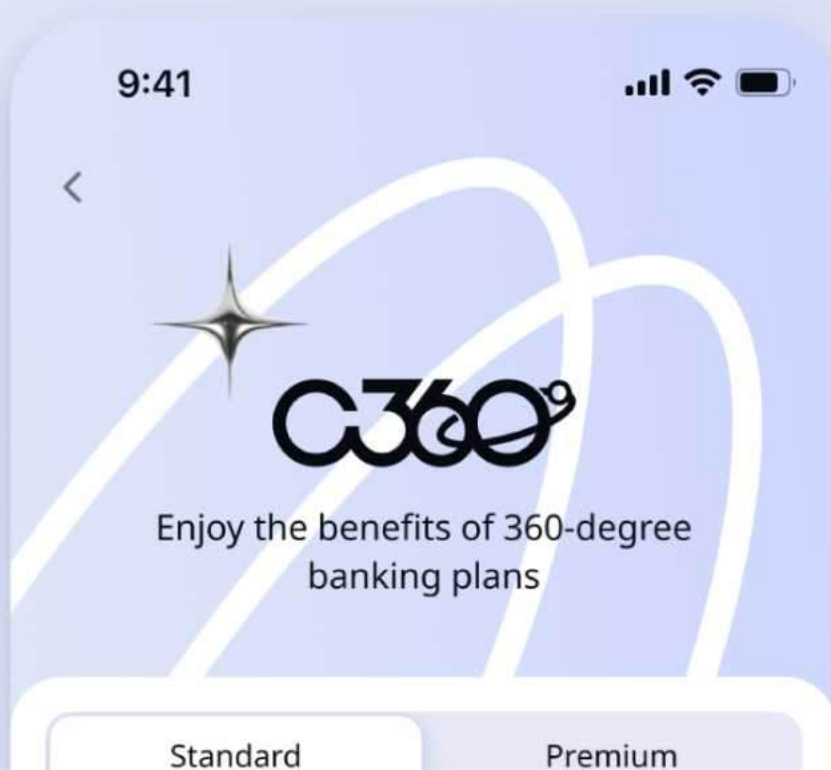 9:41
C360°
Enjoy the benefits of 360-degree
banking plans
Standard
Premium